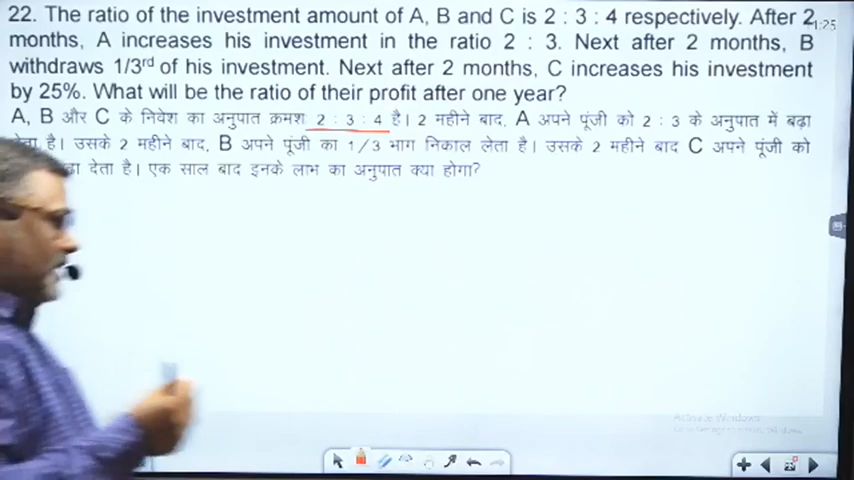 22. The ratio of the investment amount of A, B and C is 2 : 3 : 4 respectively. After 2
months, A increases his investment in the ratio 2 : 3. Next after 2 months, B
withdraws 1/3rd of his investment. Next after 2 months, C increases his investment
by 25%. What will be the ratio of their profit after one year?
A, B और C के निवेश का अनुपात क्रमश 2 : 3 : 4 है। 2 महीने बाद, A अपने पूंजी को 2 : 3 के अनुपात में बढ़ा
है। उसके 2 महीने बाद, B अपने पूंजी का 1/3 भाग निकाल लेता है। उसके 2 महीने बाद C अपने पूंजी को
देता है। एक साल बाद इनके लाभ का अनुपात क्या होगा?
Activate Windows